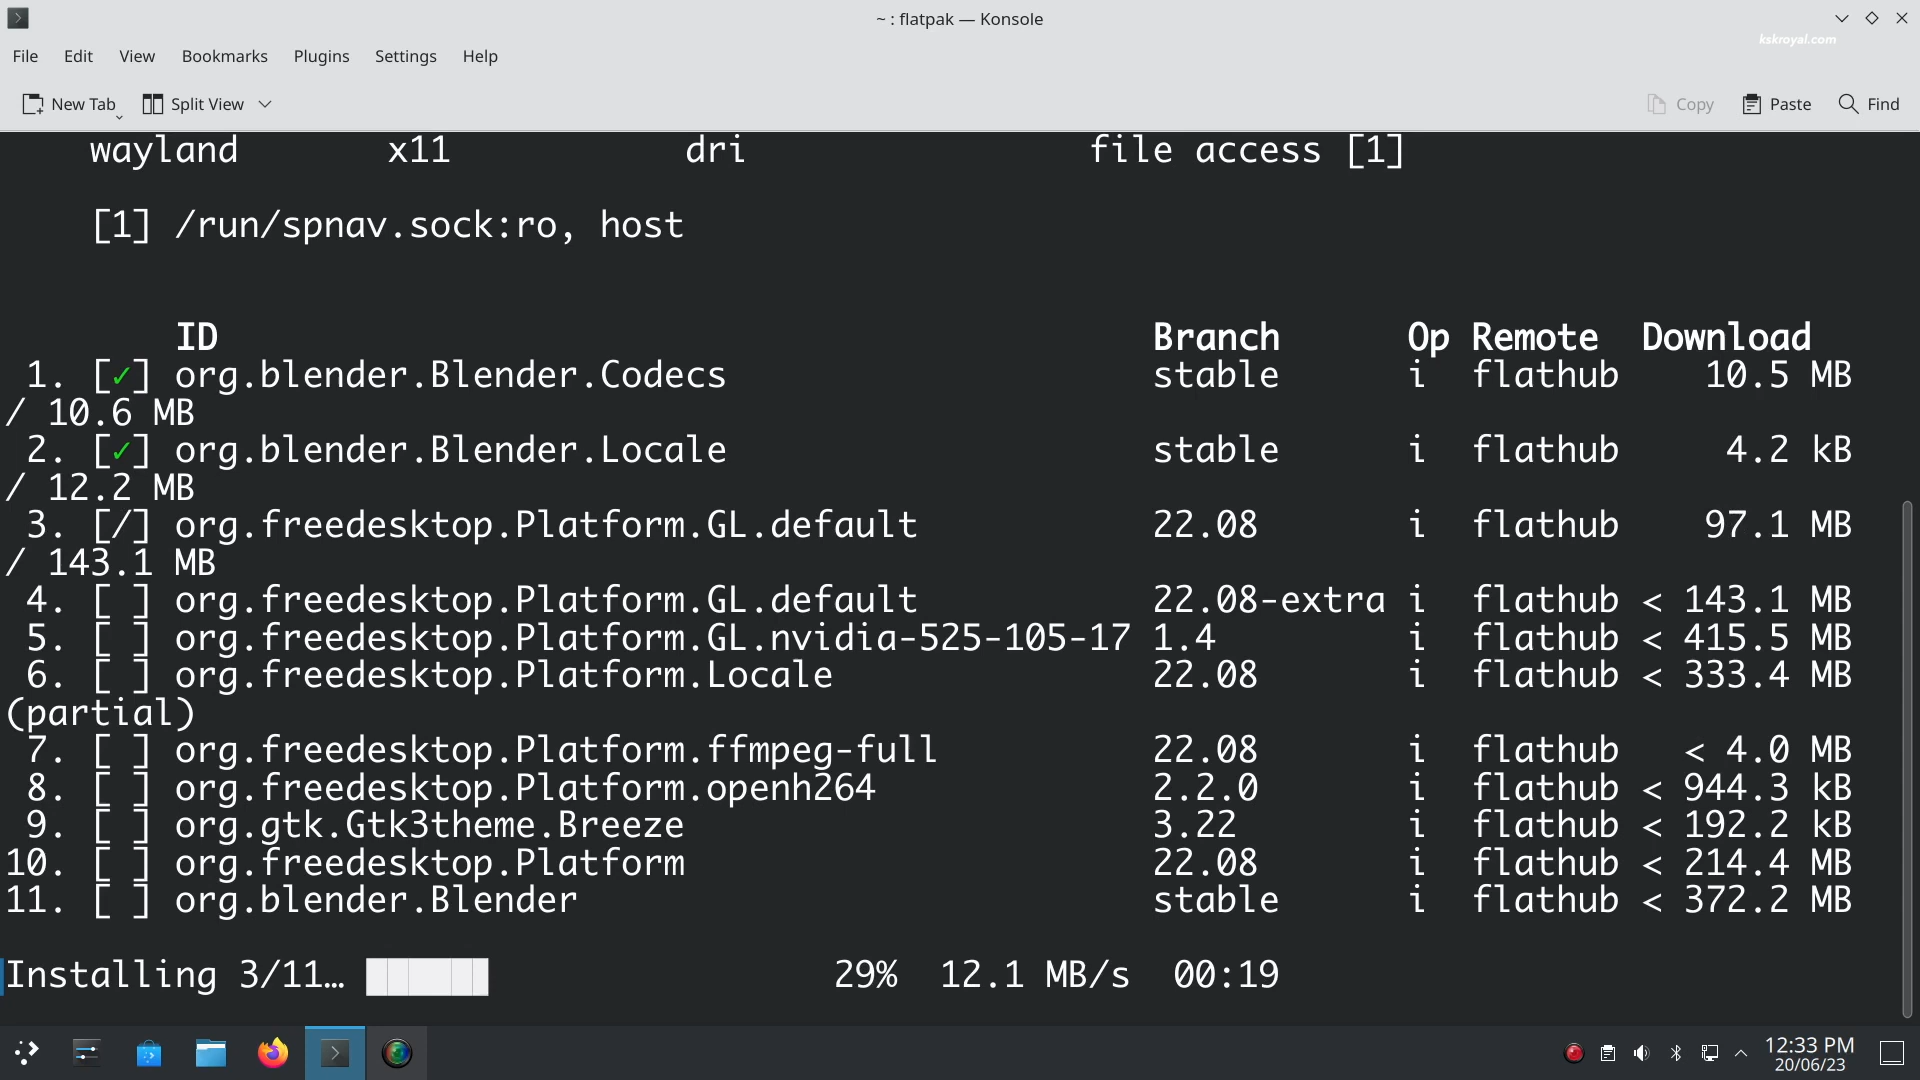 ~ : flatpak — Konsole
kskroyal.com
File Edit View Bookmarks Plugins Settings Help
New Tab Split View Copy Paste Find
wayland x11 dri file access [1]
[1] /run/spnav.sock:ro, host
ID Branch Op Remote Download
1. [✓] org.blender.Blender.Codecs stable i flathub 10.5 MB
/ 10.6 MB
2. [✓] org.blender.Blender.Locale stable i flathub 4.2 kB
/ 12.2 MB
3. [/] org.freedesktop.Platform.GL.default 22.08 i flathub 97.1 MB
/ 143.1 MB
4. [ ] org.freedesktop.Platform.GL.default 22.08-extra i flathub < 143.1 MB
5. [ ] org.freedesktop.Platform.GL.nvidia-525-105-17 1.4 i flathub < 415.5 MB
6. [ ] org.freedesktop.Platform.Locale 22.08 i flathub < 333.4 MB
(partial)
7. [ ] org.freedesktop.Platform.ffmpeg-full 22.08 i flathub < 4.0 MB
8. [ ] org.freedesktop.Platform.openh264 2.2.0 i flathub < 944.3 kB
9. [ ] org.gtk.Gtk3theme.Breeze 3.22 i flathub < 192.2 kB
10. [ ] org.freedesktop.Platform 22.08 i flathub < 214.4 MB
11. [ ] org.blender.Blender stable i flathub < 372.2 MB
Installing 3/11… 29% 12.1 MB/s 00:19
12:33 PM
20/06/23